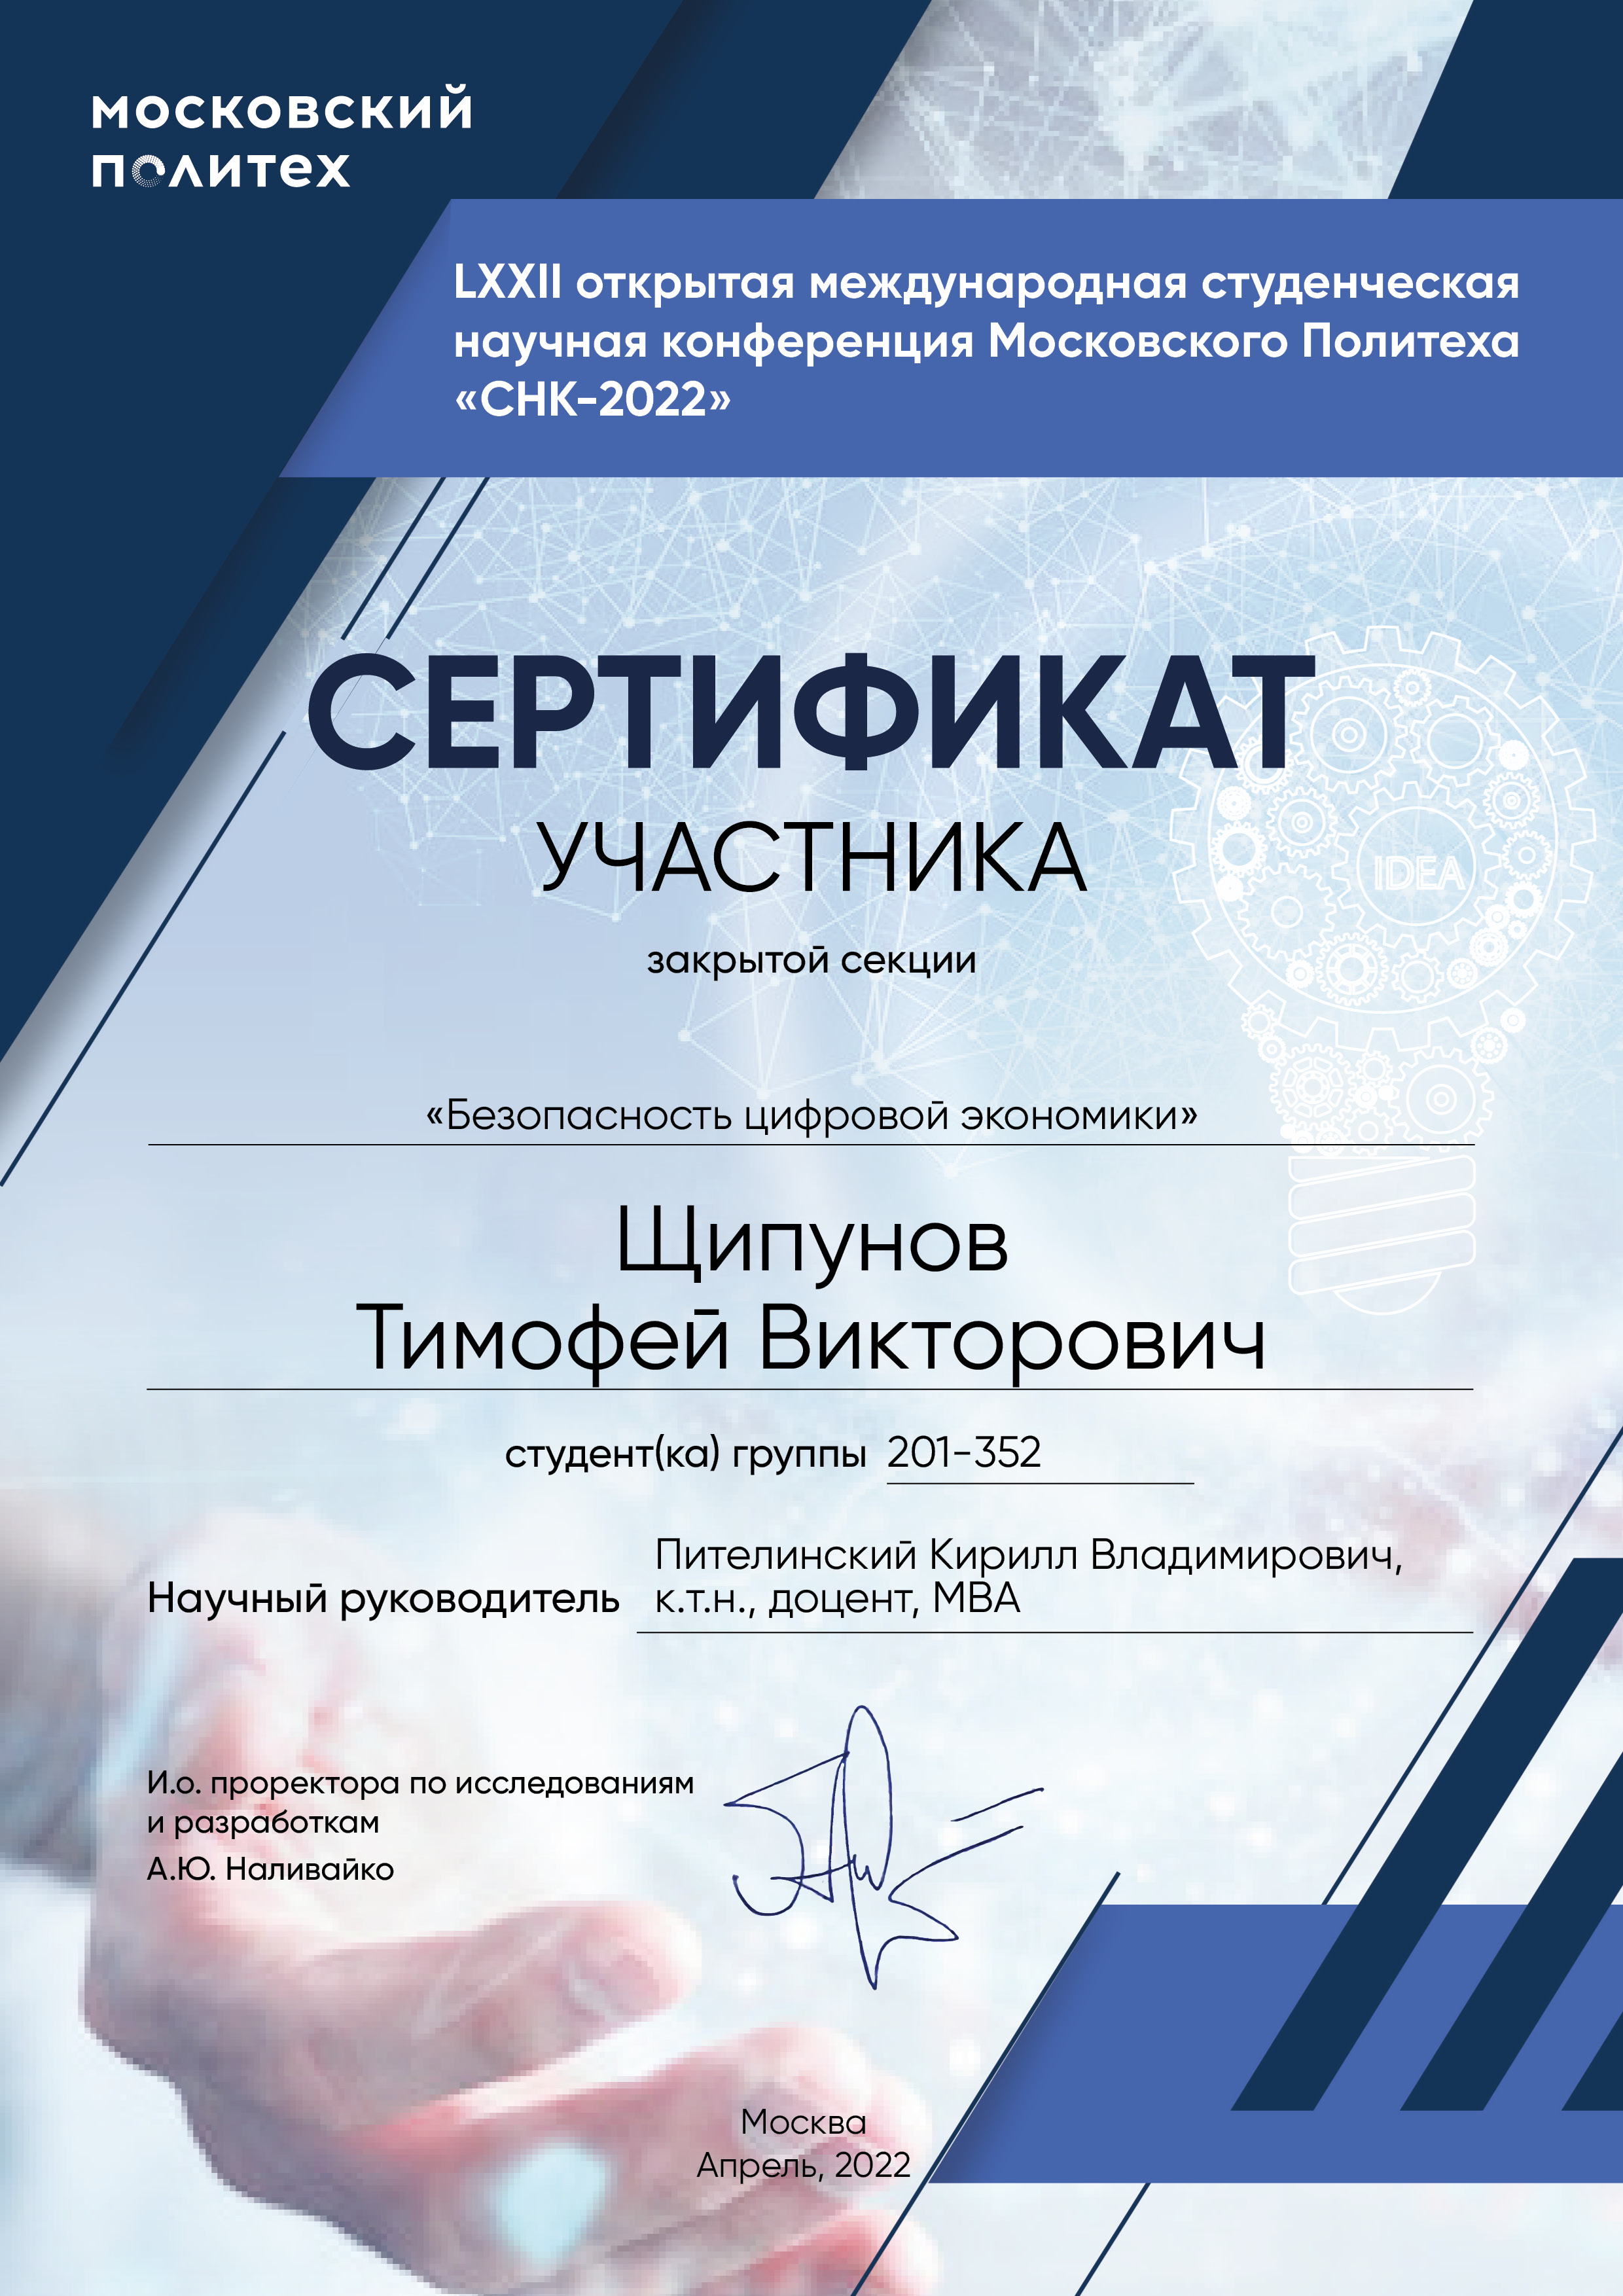 московский
политех
LXXII открытая международная студенческая
научная конференция Московского Политеха
«СНК-2022»
СЕРТИФИКАТ
УЧАСТНИКА
закрытой секции
IDEA
«Безопасность цифровой экономики»
Щипунов
Тимофей Викторович
студент(ка) группы 201-352
Пителинский Кирилл Владимирович,
Научный руководитель к.т.н., доцент, MBA
И.о. проректора по исследованиям
и разработкам
А.Ю. Наливайко
Москва
Апрель, 2022